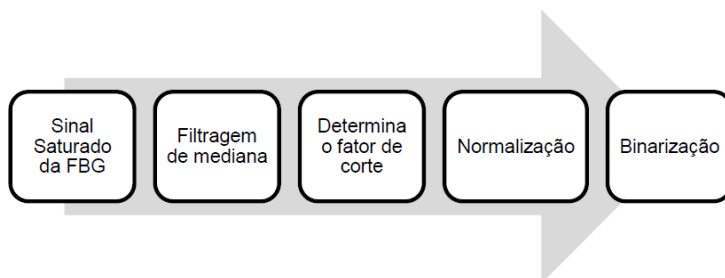 Sinal
Saturado
da FBG
Filtragem
de mediana
Determina
o fator de
corte
Normalização
Binarização